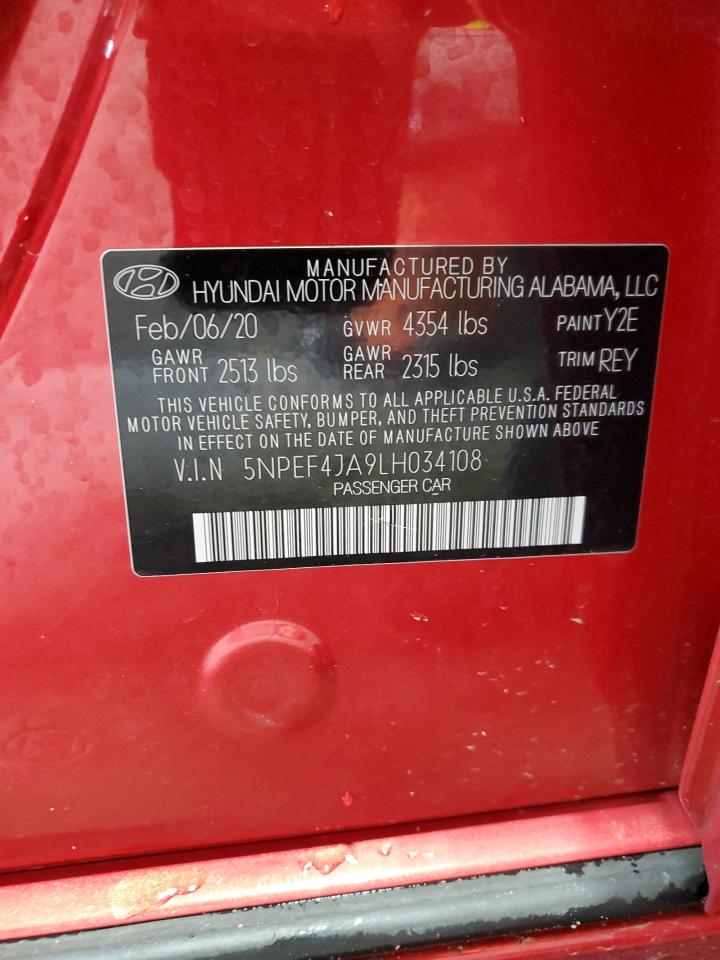 MANUFACTURED BY
HYUNDAI MOTOR MANUFACTURING ALABAMA, LLC
Feb/06/20 GVWR 4354 lbs PAINT Y2E
GAWR FRONT 2513 lbs GAWR REAR 2315 lbs TRIM REY
THIS VEHICLE CONFORMS TO ALL APPLICABLE U.S.A. FEDERAL
MOTOR VEHICLE SAFETY, BUMPER, AND THEFT PREVENTION STANDARDS
IN EFFECT ON THE DATE OF MANUFACTURE SHOWN ABOVE
V.I.N 5NPEF4JA9LH034108
PASSENGER CAR